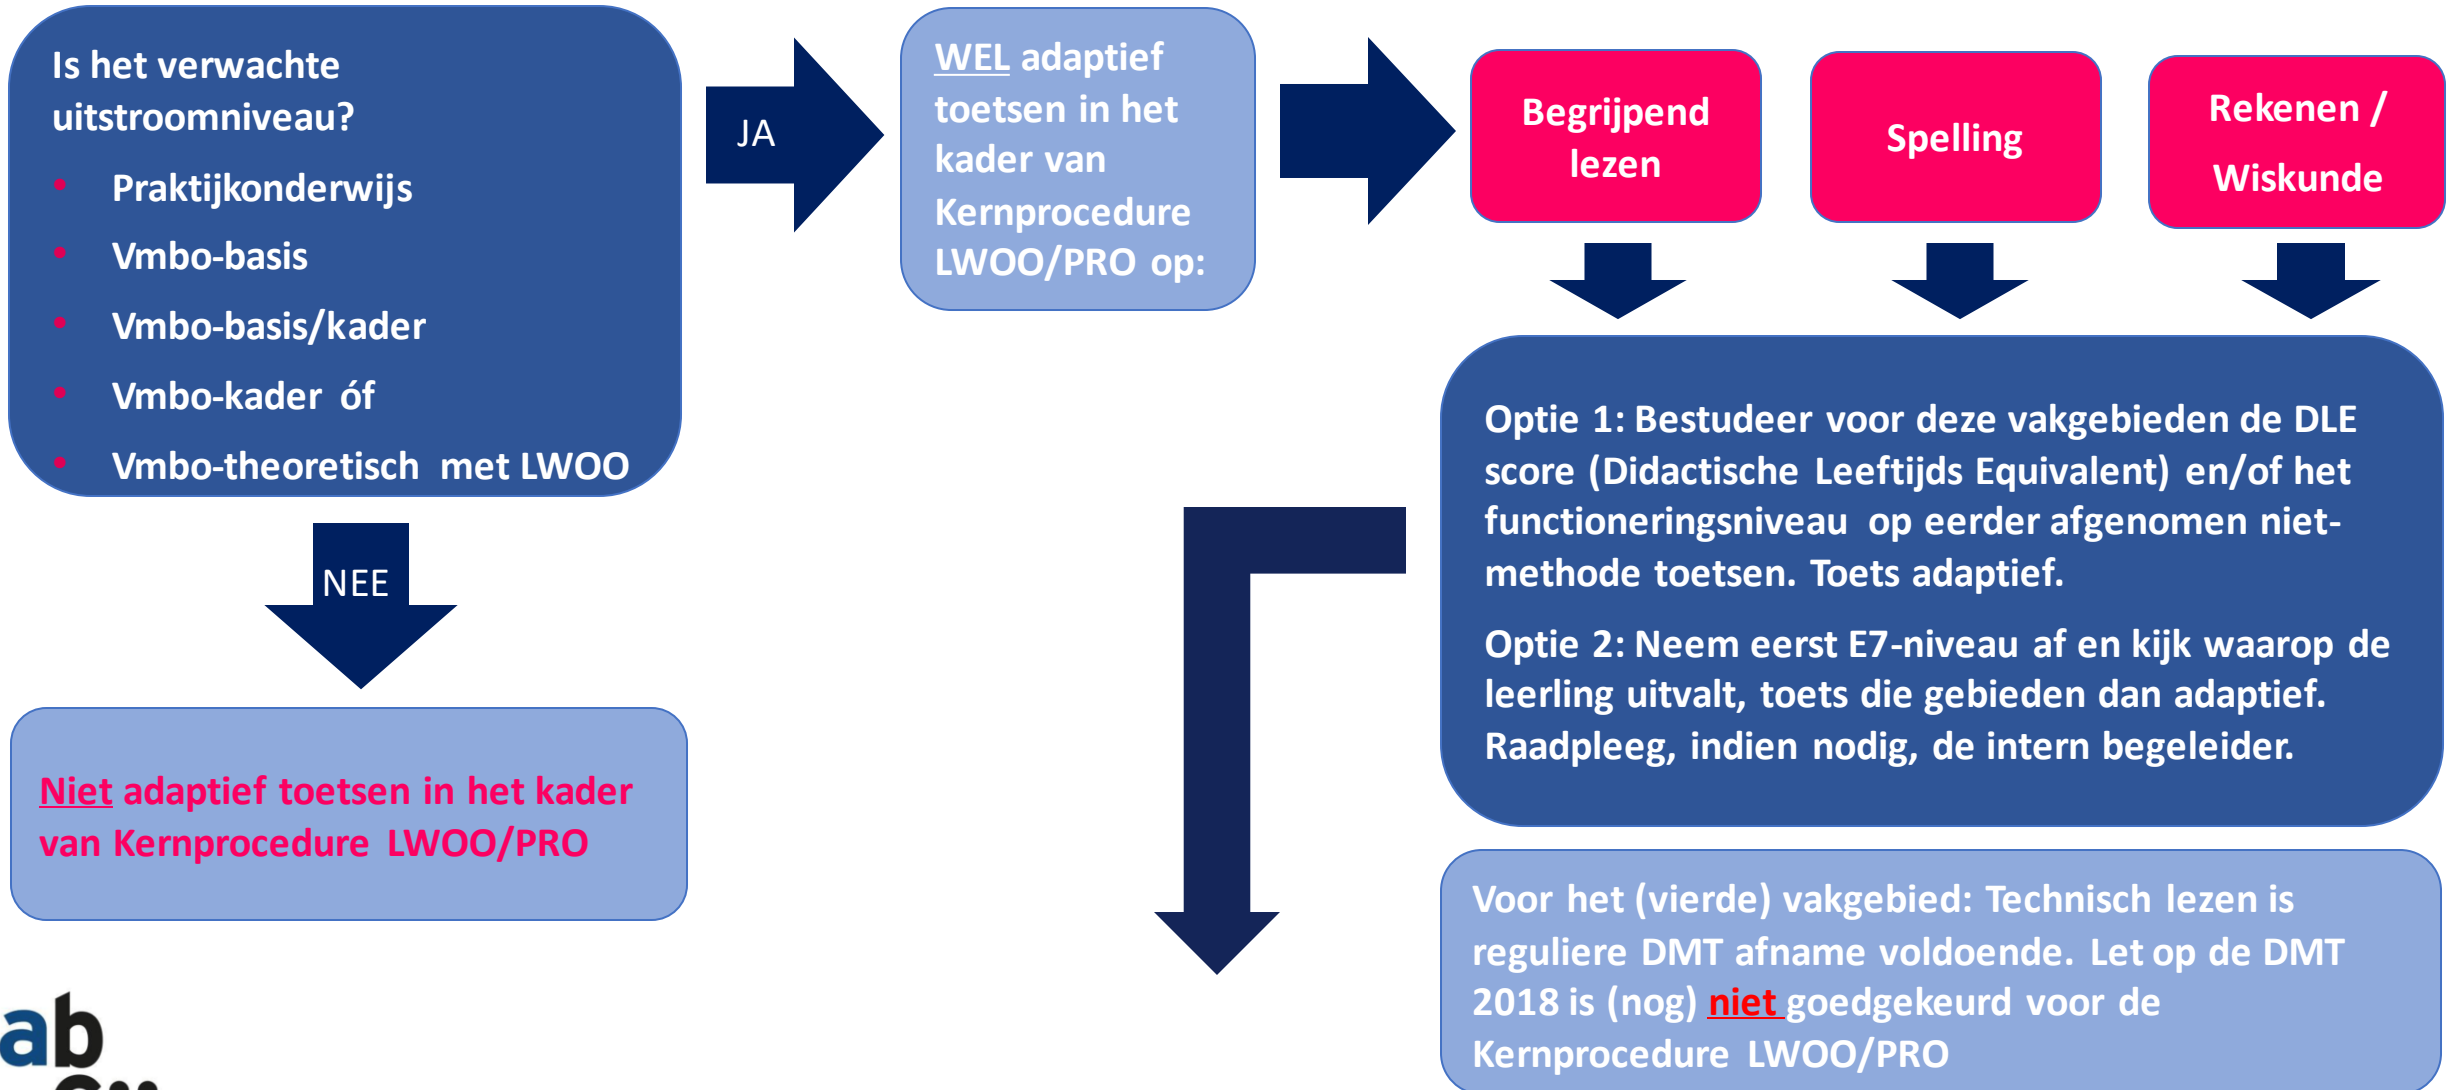 Is het verwachte
uitstroomniveau?
• Praktijkonderwijs
• Vmbo-basis
• Vmbo-basis/kader
• Vmbo-kader óf
• Vmbo-theoretisch met LWOO
JA
WEL adaptief
toetsen in het
kader van
Kernprocedure
LWOO/PRO op:
Begrijpend
lezen
Spelling
Rekenen /
Wiskunde
NEE
Niet adaptief toetsen in het kader
van Kernprocedure LWOO/PRO
Optie 1: Bestudeer voor deze vakgebieden de DLE
score (Didactische Leeftijds Equivalent) en/of het
functioneringsniveau op eerder afgenomen niet-
methode toetsen. Toets adaptief.
Optie 2: Neem eerst E7-niveau af en kijk waarop de
leerling uitvalt, toets die gebieden dan adaptief.
Raadpleeg, indien nodig, de intern begeleider.
Voor het (vierde) vakgebied: Technisch lezen is
reguliere DMT afname voldoende. Let op de DMT
2018 is (nog) niet goedgekeurd voor de
Kernprocedure LWOO/PRO
ab